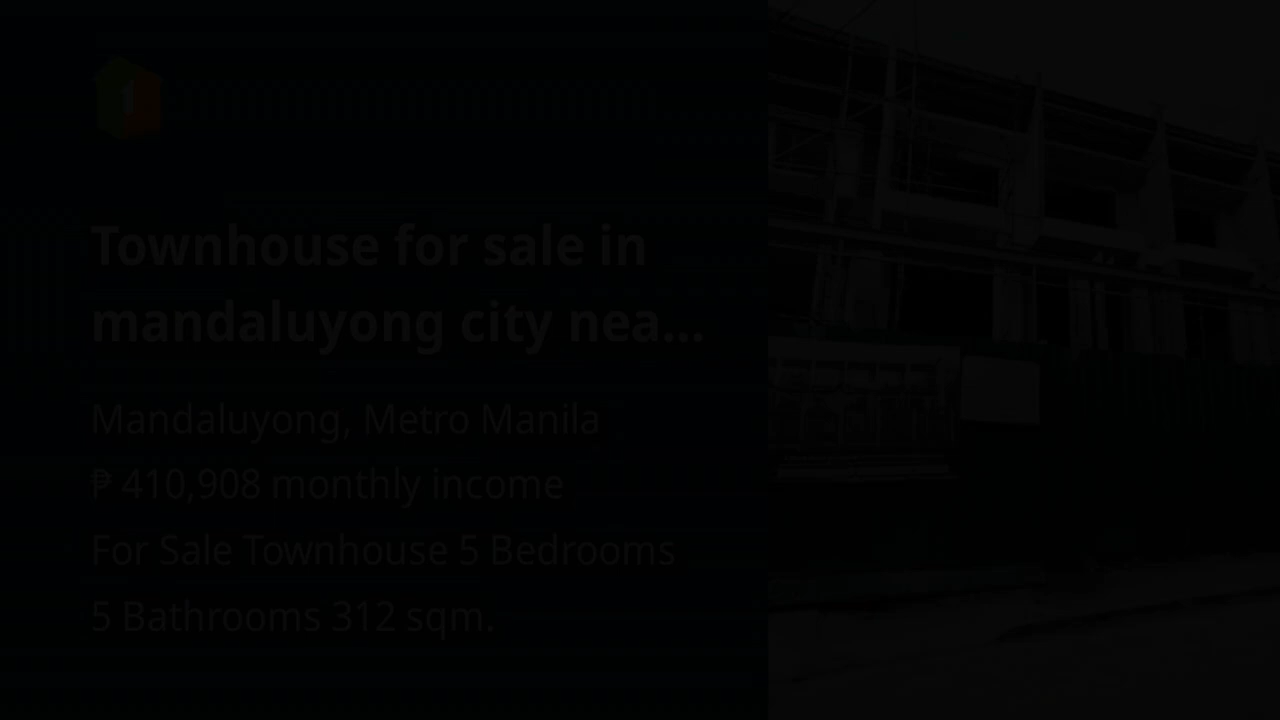 Townhouse for sale in
mandaluyong city nea...
Mandaluyong, Metro Manila
₱ 410,908 monthly income
For Sale Townhouse 5 Bedrooms
5 Bathrooms 312 sqm.